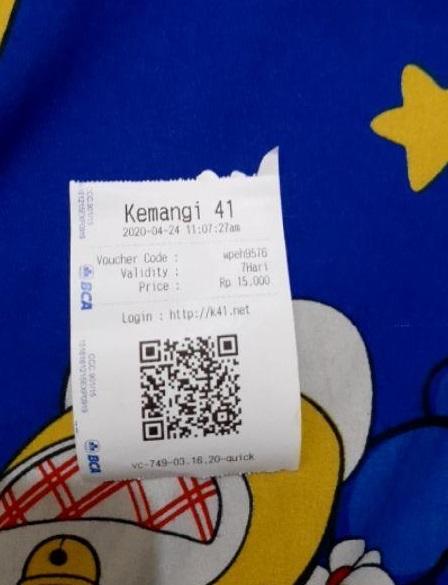 Kemangi 41
2020-04-24 11:07:27am
Voucher Code : wpeh9576
Validity : 7Hari
Price : Rp 15.000
Login : http://k41.net
vc-749-03.16.20-quick
BCA
BCA